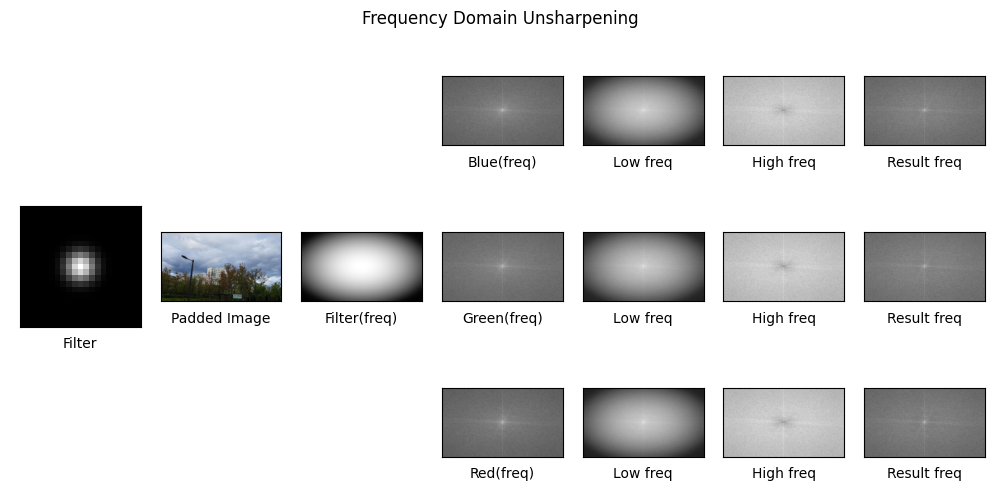 Frequency Domain Unsharpening
Blue(freq)
Low freq
High freq
Result freq
Filter
Padded Image
Filter(freq)
Green(freq)
Low freq
High freq
Result freq
Red(freq)
Low freq
High freq
Result freq